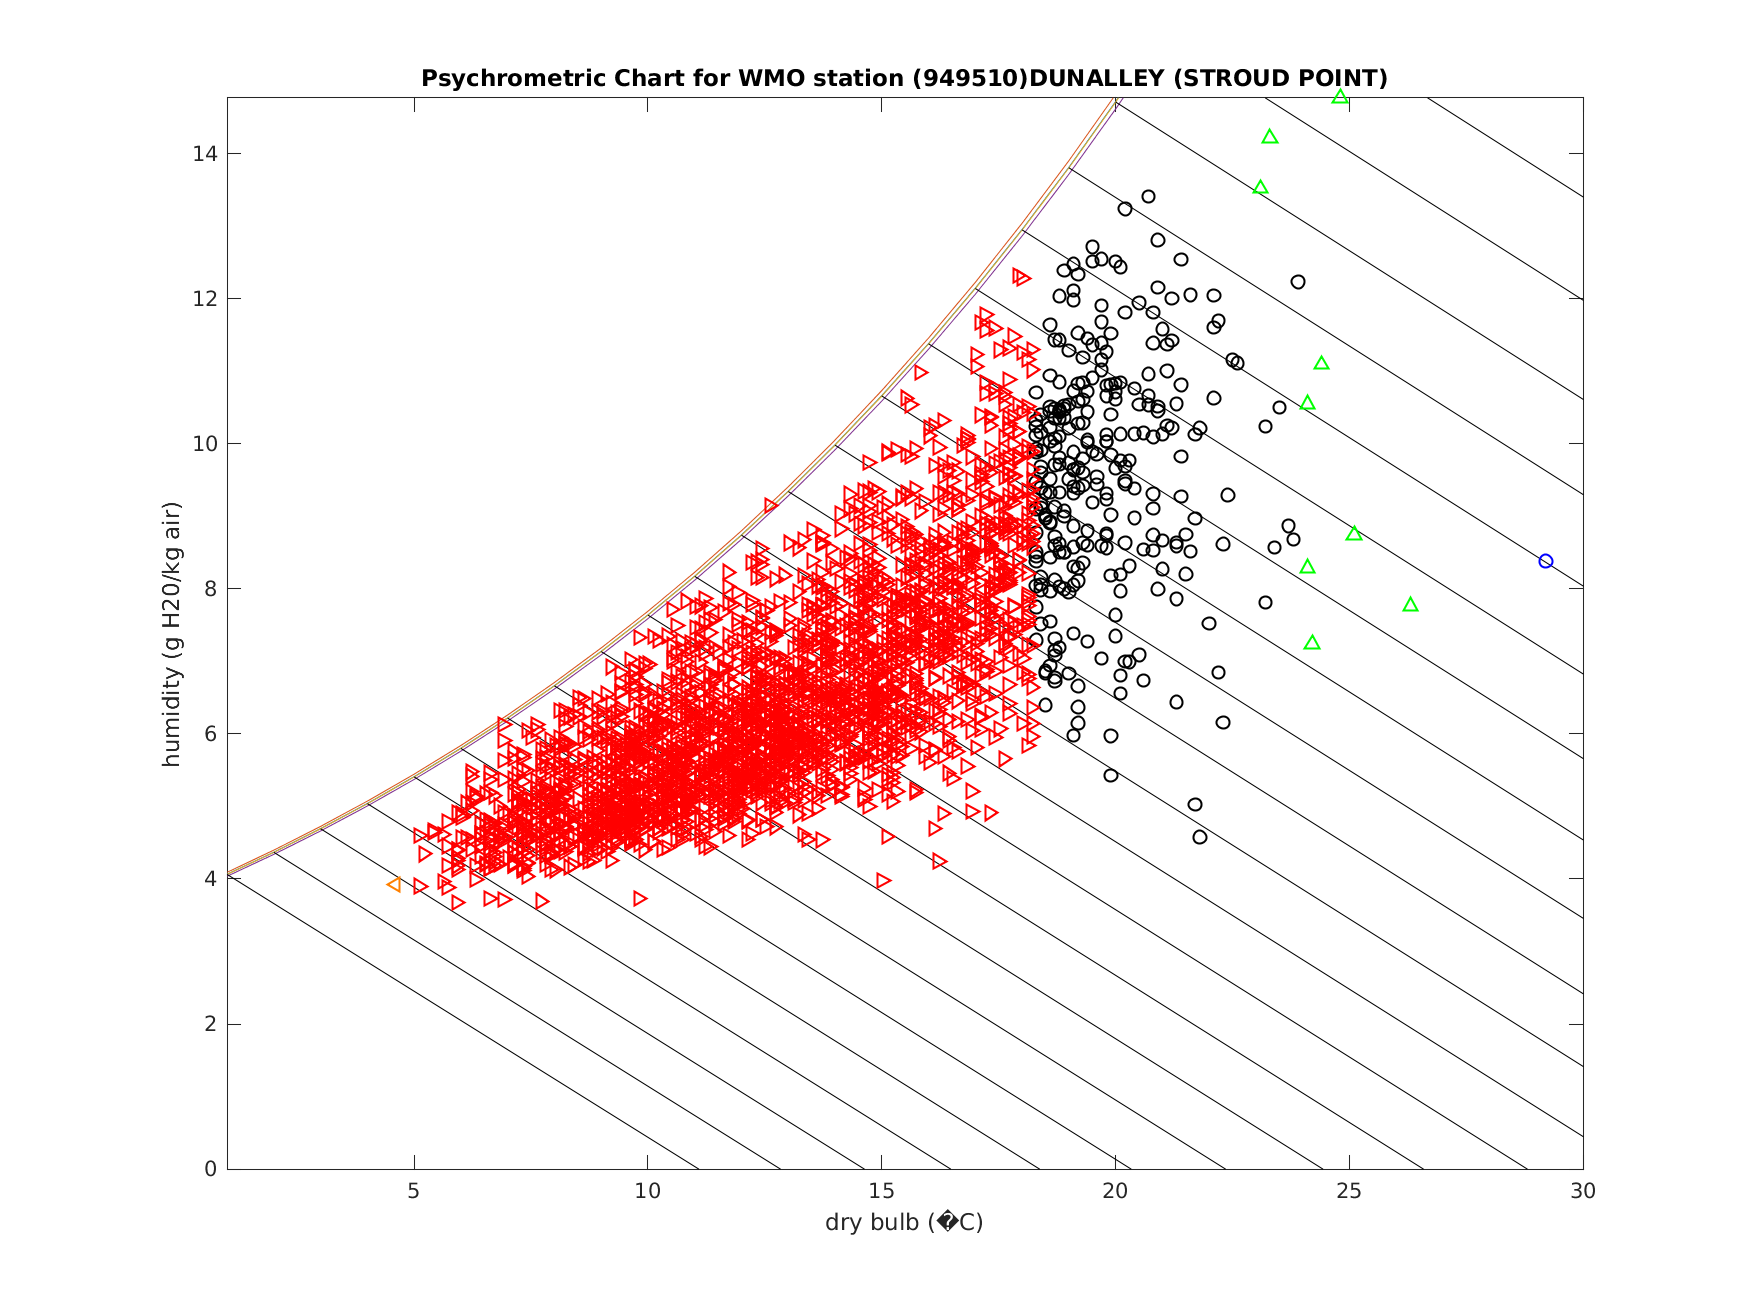 Psychrometric Chart for WMO station (949510)DUNALLEY (STROUD POINT)
14
12
10
8
6
4
2
0
humidity (g H20/kg air)
5 10 15 20 25 30
dry bulb (�C)